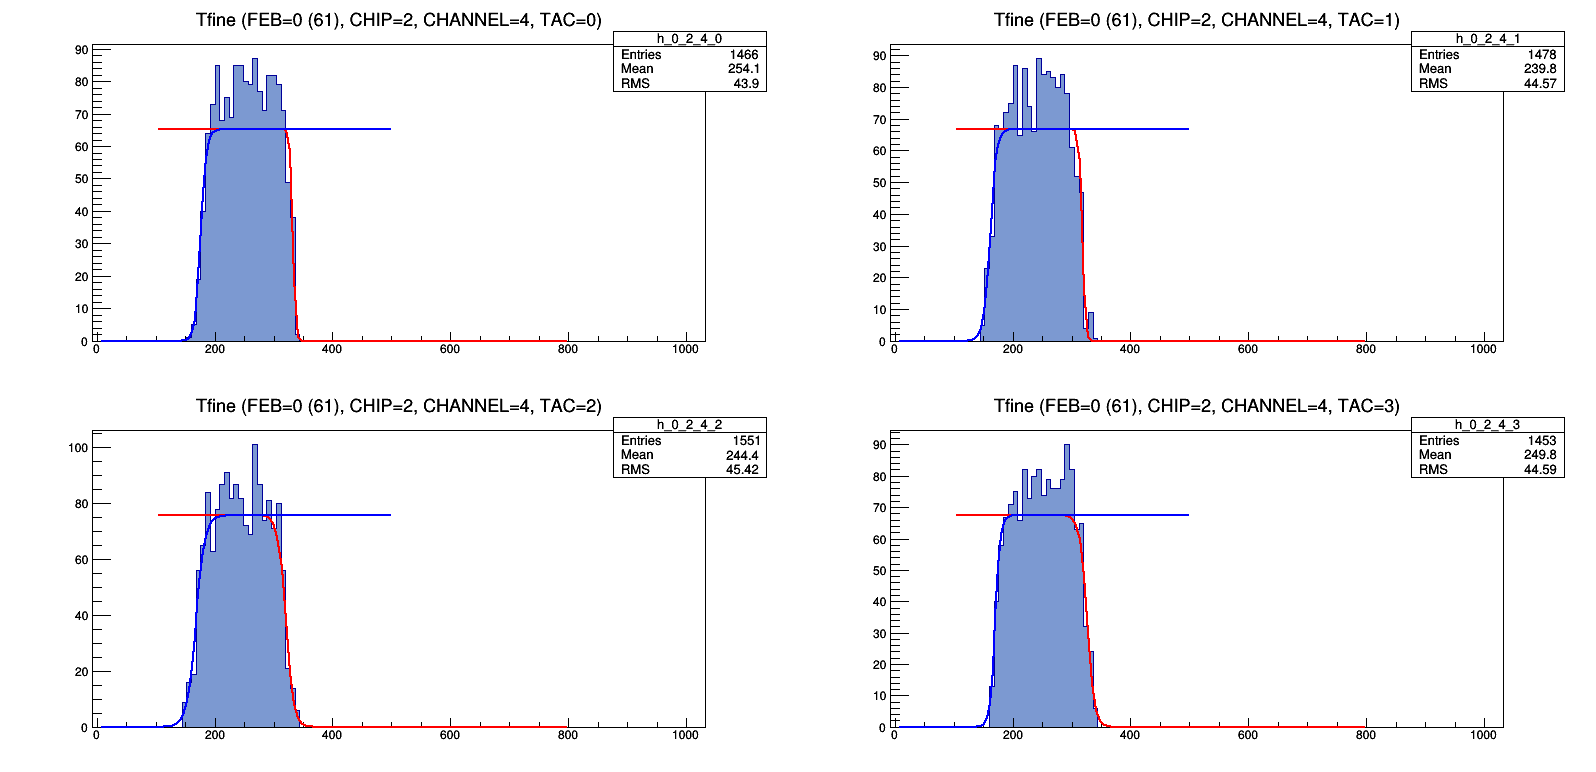 Tfine (FEB=0 (61), CHIP=2, CHANNEL=4, TAC=0)
h_0_2_4_0
Entries 1466
Mean 254.1
RMS 43.9
90
80
70
60
50
40
30
20
10
0
0 200 400 600 800 1000
Tfine (FEB=0 (61), CHIP=2, CHANNEL=4, TAC=1)
h_0_2_4_1
Entries 1478
Mean 239.8
RMS 44.57
90
80
70
60
50
40
30
20
10
0
0 200 400 600 800 1000
Tfine (FEB=0 (61), CHIP=2, CHANNEL=4, TAC=2)
h_0_2_4_2
Entries 1551
Mean 244.4
RMS 45.42
100
80
60
40
20
0
0 200 400 600 800 1000
Tfine (FEB=0 (61), CHIP=2, CHANNEL=4, TAC=3)
h_0_2_4_3
Entries 1453
Mean 249.8
RMS 44.59
90
80
70
60
50
40
30
20
10
0
0 200 400 600 800 1000